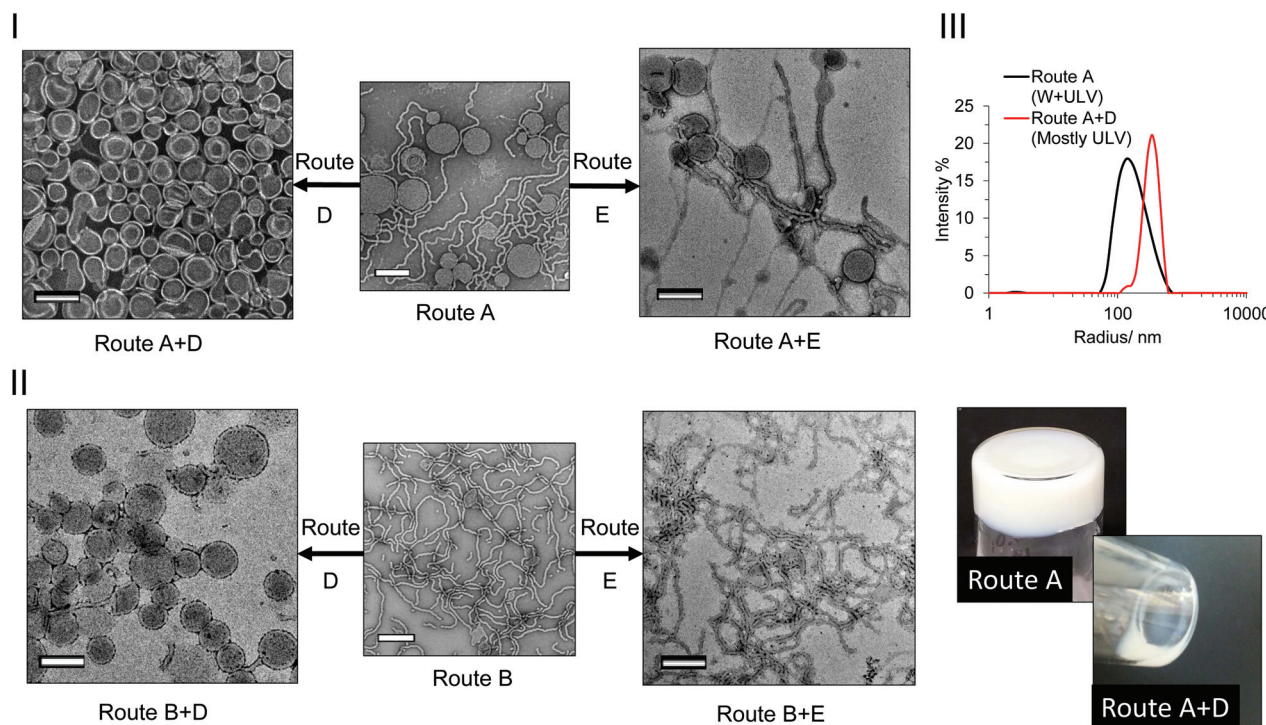 I
Route
D
Route
E
Route A+D
Route A
Route A+E
III
Route A
(W+ULV)
Route A+D
(Mostly ULV)
Intensity %
25
20
15
10
5
0
1
100
10000
Radius/ nm
II
Route
D
Route
E
Route B+D
Route B
Route B+E
Route A
Route A+D